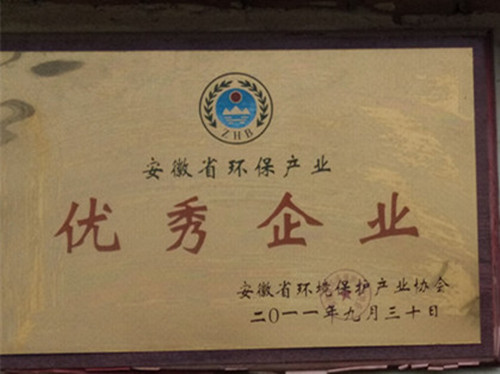 ZHB
安徽省环保产业
优秀企业
安徽省环境保护产业协会
二〇一一年九月三十日